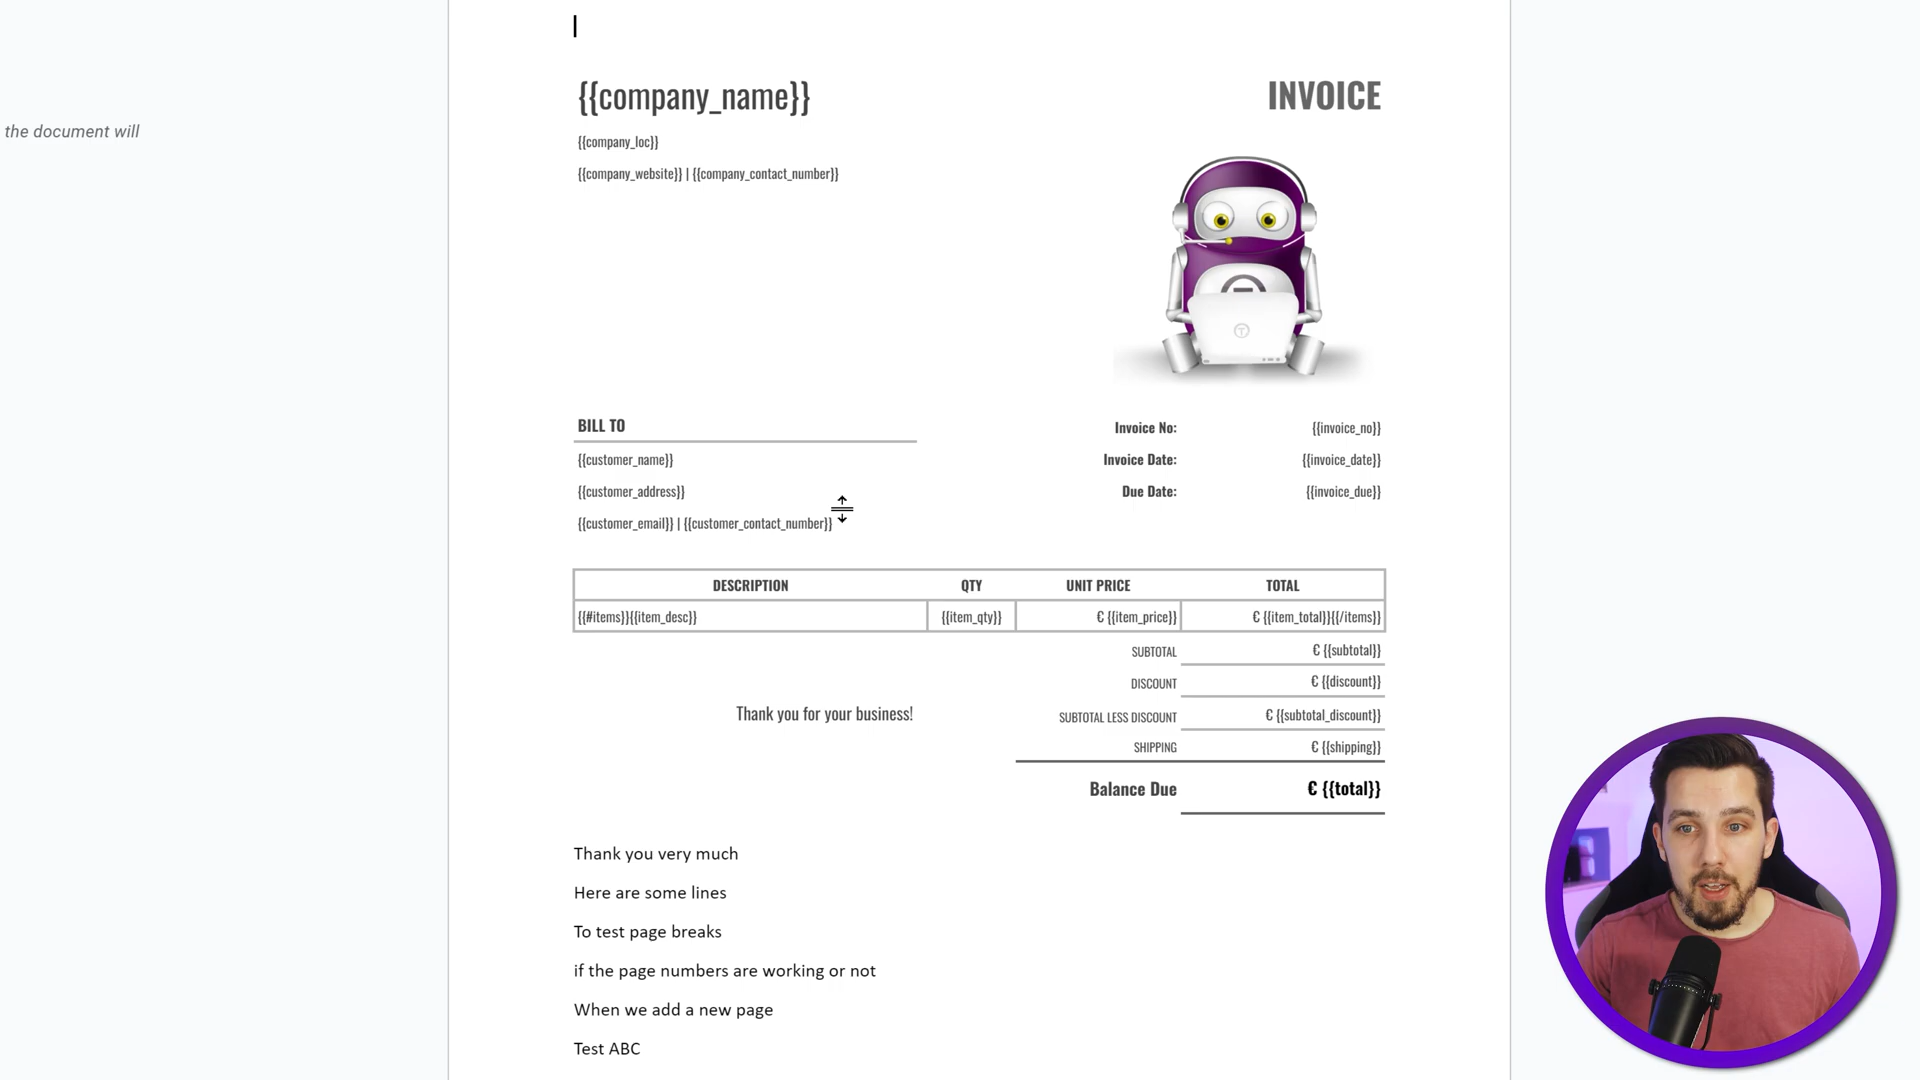 the document will
{{company_name}}
INVOICE
{{company_loc}}
{{company_website}} | {{company_contact_number}}
BILL TO
Invoice No:
{{invoice_no}}
{{customer_name}}
Invoice Date:
{{invoice_date}}
{{customer_address}}
Due Date:
{{invoice_due}}
{{customer_email}} | {{customer_contact_number}}
DESCRIPTION QTY UNIT PRICE TOTAL
{{#items}}{{item_desc}} {{item_qty}} € {{item_price}} € {{item_total}}{{/items}}
SUBTOTAL € {{subtotal}}
DISCOUNT € {{discount}}
Thank you for your business!
SUBTOTAL LESS DISCOUNT € {{subtotal_discount}}
SHIPPING € {{shipping}}
Balance Due € {{total}}
Thank you very much
Here are some lines
To test page breaks
if the page numbers are working or not
When we add a new page
Test ABC